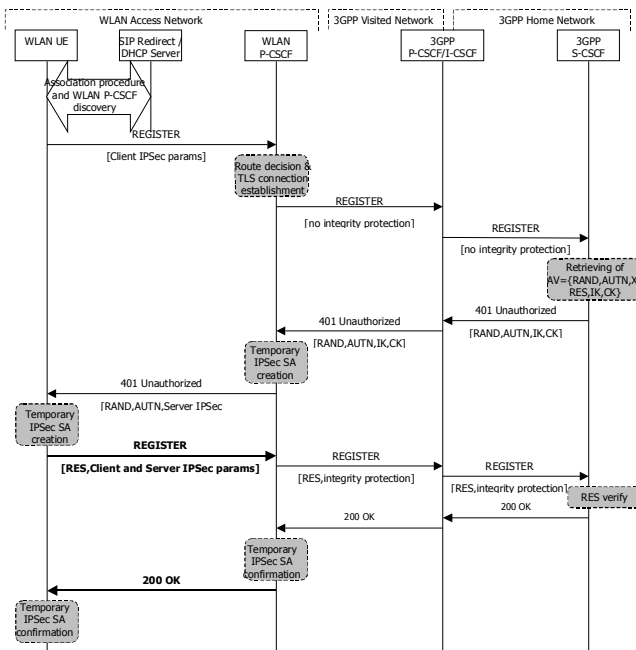 WLAN Access Network
3GPP Visited Network
3GPP Home Network
WLAN UE
SIP Redirect /
DHCP Server
WLAN
P-CSCF
3GPP
P-CSCF/I-CSCF
3GPP
S-CSCF
Association procedure
and WLAN P-CSCF
discovery
REGISTER
[Client IPSec params]
Route decision &
TLS connection
establishment
REGISTER
[no integrity protection]
REGISTER
[no integrity protection]
Retrieving of
AV={RAND,AUTN,X
RES,IK,CK}
401 Unauthorized
[RAND,AUTN,IK,CK]
401 Unauthorized
[RAND,AUTN,IK,CK]
Temporary
IPSec SA
creation
401 Unauthorized
[RAND,AUTN,Server IPSec
Temporary
IPSec SA
creation
REGISTER
[RES,Client and Server IPSec params]
REGISTER
[RES,integrity protection]
REGISTER
[RES,integrity protection]
RES verify
200 OK
200 OK
Temporary
IPSec SA
confirmation
200 OK
Temporary
IPSec SA
confirmation